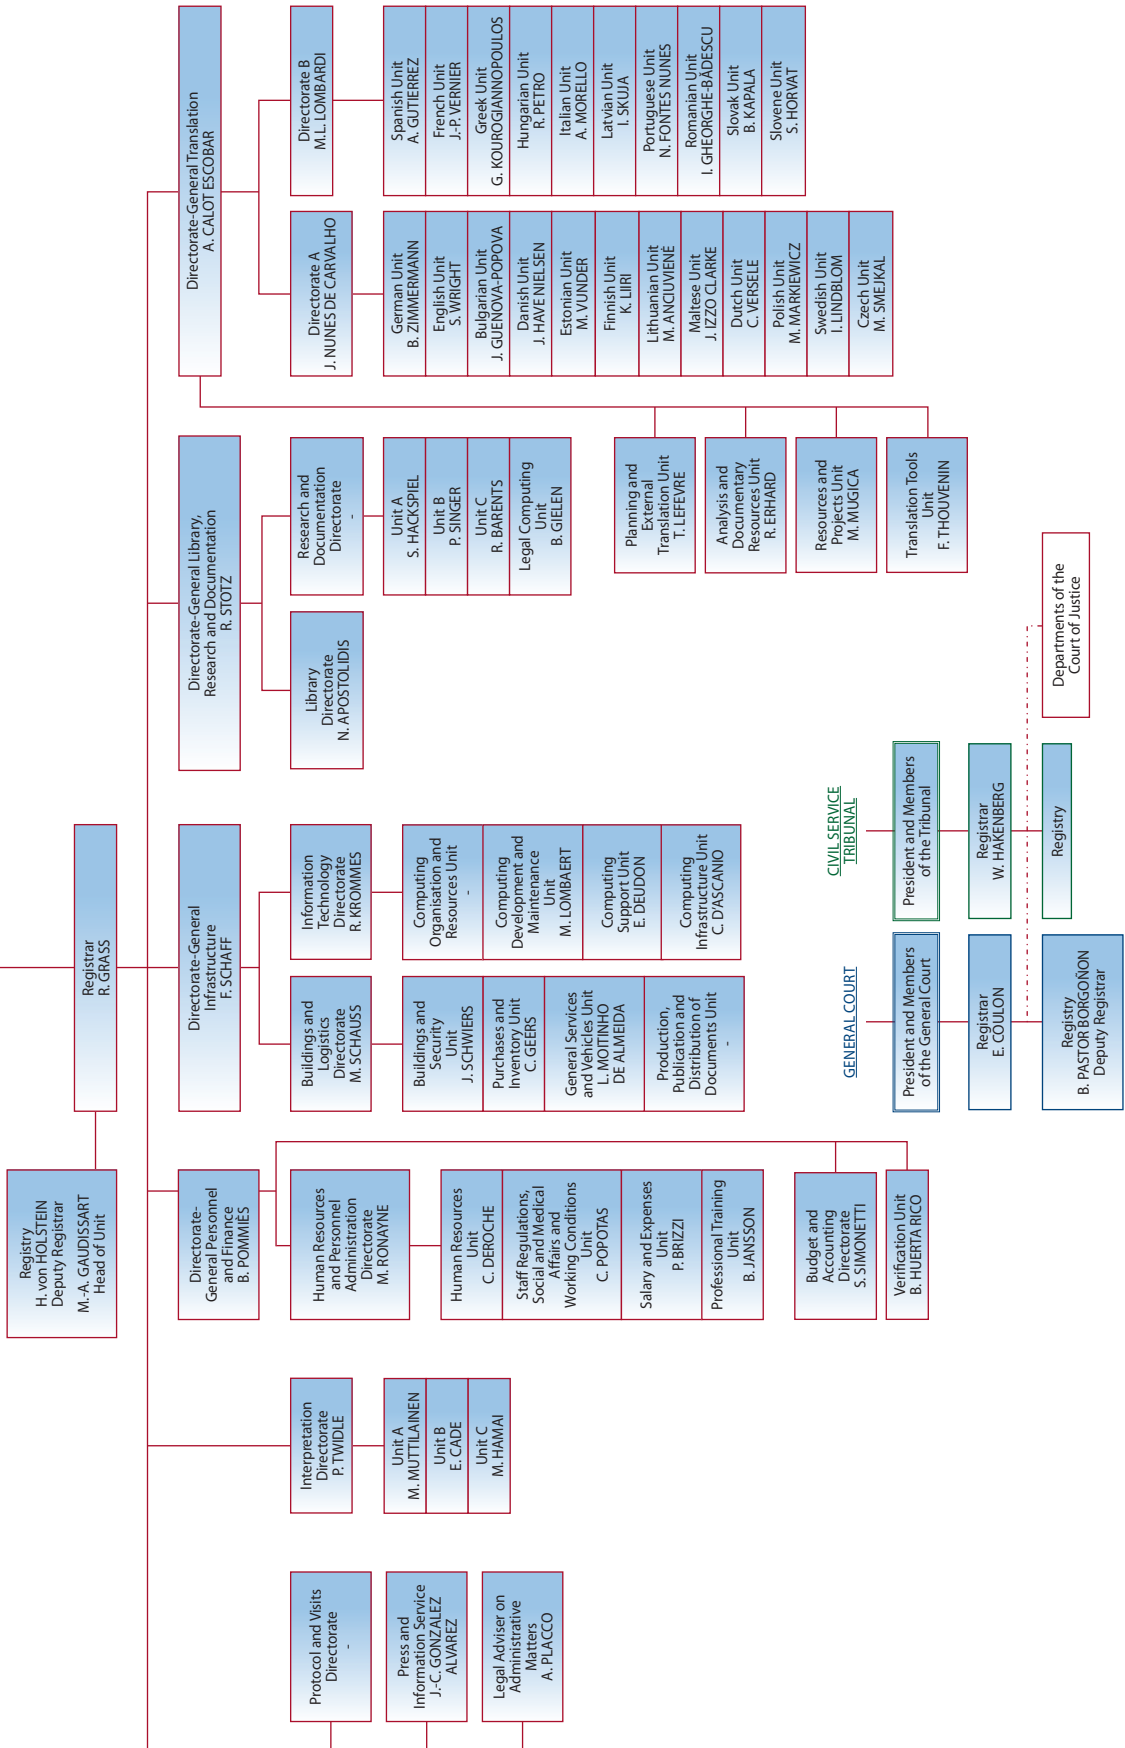 Registry
H. von HOLSTEIN
Deputy Registrar
M.-A. GAUDISSART
Head of Unit
Registrar
R. GRASS
Protocol and Visits
Directorate
-
Press and
Information Service
J.-C. GONZALEZ
ALVAREZ
Legal Adviser on
Administrative
Matters
A. PLACCO
Interpretation
Directorate
P. TWIDLE
Unit A
M. MUTTILAINEN
Unit B
E. CADE
Unit C
M. HAMAI
Directorate-
General Personnel
and Finance
B. POMMIÈS
Human Resources
and Personnel
Administration
Directorate
M. RONAYNE
Human Resources
Unit
C. DEROCHE
Staff Regulations,
Social and Medical
Affairs and
Working Conditions
Unit
C. POPOTAS
Salary and Expenses
Unit
P. BRIZZI
Professional Training
Unit
B. JANSSON
Budget and
Accounting
Directorate
S. SIMONETTI
Verification Unit
B. HUERTA RICO
Directorate-General
Infrastructure
F. SCHAFF
Buildings and
Logistics
Directorate
M. SCHAUSS
Buildings and
Security
Unit
J. SCHWIERS
Purchases and
Inventory Unit
C. GEERS
General Services
and Vehicles Unit
L. MOITINHO
DE ALMEIDA
Production,
Publication and
Distribution of
Documents Unit
-
Information
Technology
Directorate
R. KROMMES
Computing
Organisation and
Resources Unit
-
Computing
Development and
Maintenance
Unit
M. LOMBAERT
Computing
Support Unit
E. DEUDON
Computing
Infrastructure Unit
C. D'ASCANIO
Directorate-General Library,
Research and Documentation
R. STOTZ
Library
Directorate
N. APOSTOLIDIS
Research and
Documentation
Directorate
-
Unit A
S. HACKSPIEL
Unit B
P. SINGER
Unit C
R. BARENTS
Legal Computing
Unit
B. GIELEN
Directorate-General Translation
A. CALOT ESCOBAR
Directorate A
J. NUNES DE CARVALHO
German Unit
B. ZIMMERMANN
English Unit
S. WRIGHT
Bulgarian Unit
J. GUENOVA-POPOVA
Danish Unit
J. HAVE NIELSEN
Estonian Unit
M. VUNDER
Finnish Unit
K. LIIRI
Lithuanian Unit
M. ANCIUVIENĖ
Maltese Unit
J. IZZO CLARKE
Dutch Unit
C. VERSELE
Polish Unit
M. MARKIEWICZ
Swedish Unit
I. LINDBLOM
Czech Unit
M. SMEJKAL
Directorate B
M.L. LOMBARDI
Spanish Unit
A. GUTIERREZ
French Unit
J.-P. VERNIER
Greek Unit
G. KOUROGIANNOPOULOS
Hungarian Unit
R. PETRO
Italian Unit
A. MORELLO
Latvian Unit
I. SKUJA
Portuguese Unit
N. FONTES NUNES
Romanian Unit
I. GHEORGHE-BĂDESCU
Slovak Unit
B. KAPALA
Slovene Unit
S. HORVAT
Planning and
External
Translation Unit
T. LEFEVRE
Analysis and
Documentary
Resources Unit
R. ERHARD
Resources and
Projects Unit
M. MUGICA
Translation Tools
Unit
F. THOUVENIN
GENERAL COURT
President and Members
of the General Court
Registrar
E. COULON
Registry
B. PASTOR BORGOÑON
Deputy Registrar
CIVIL SERVICE
TRIBUNAL
President and Members
of the Tribunal
Registrar
W. HAKENBERG
Registry
Departments of the
Court of Justice